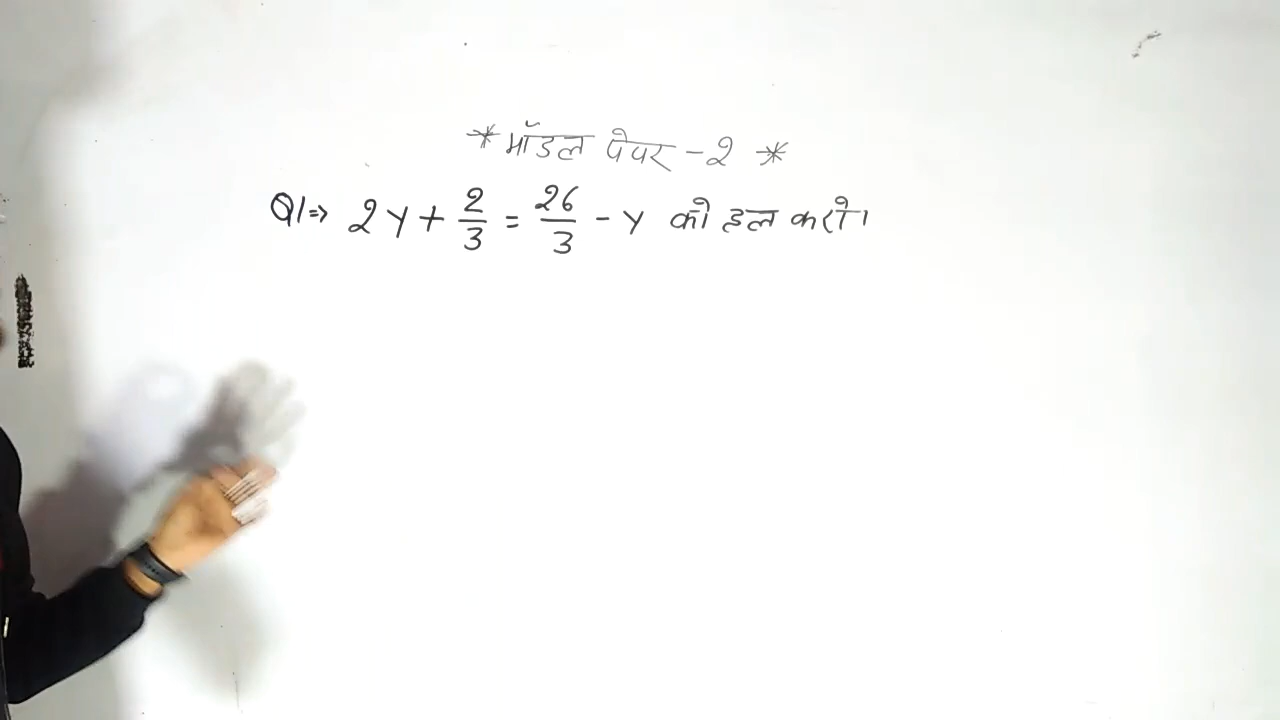 * मॉडल पेपर - 2 *
Q1⇒ 2y + 2/3 = 26/3 - y को हल करो।